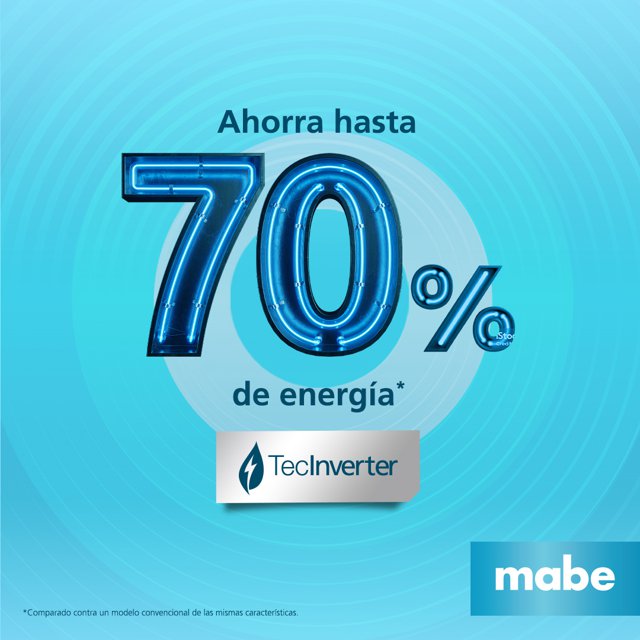 Ahorra hasta
70%
de energía*
TecInverter
mabe
*Comparado contra un modelo convencional de las mismas características.